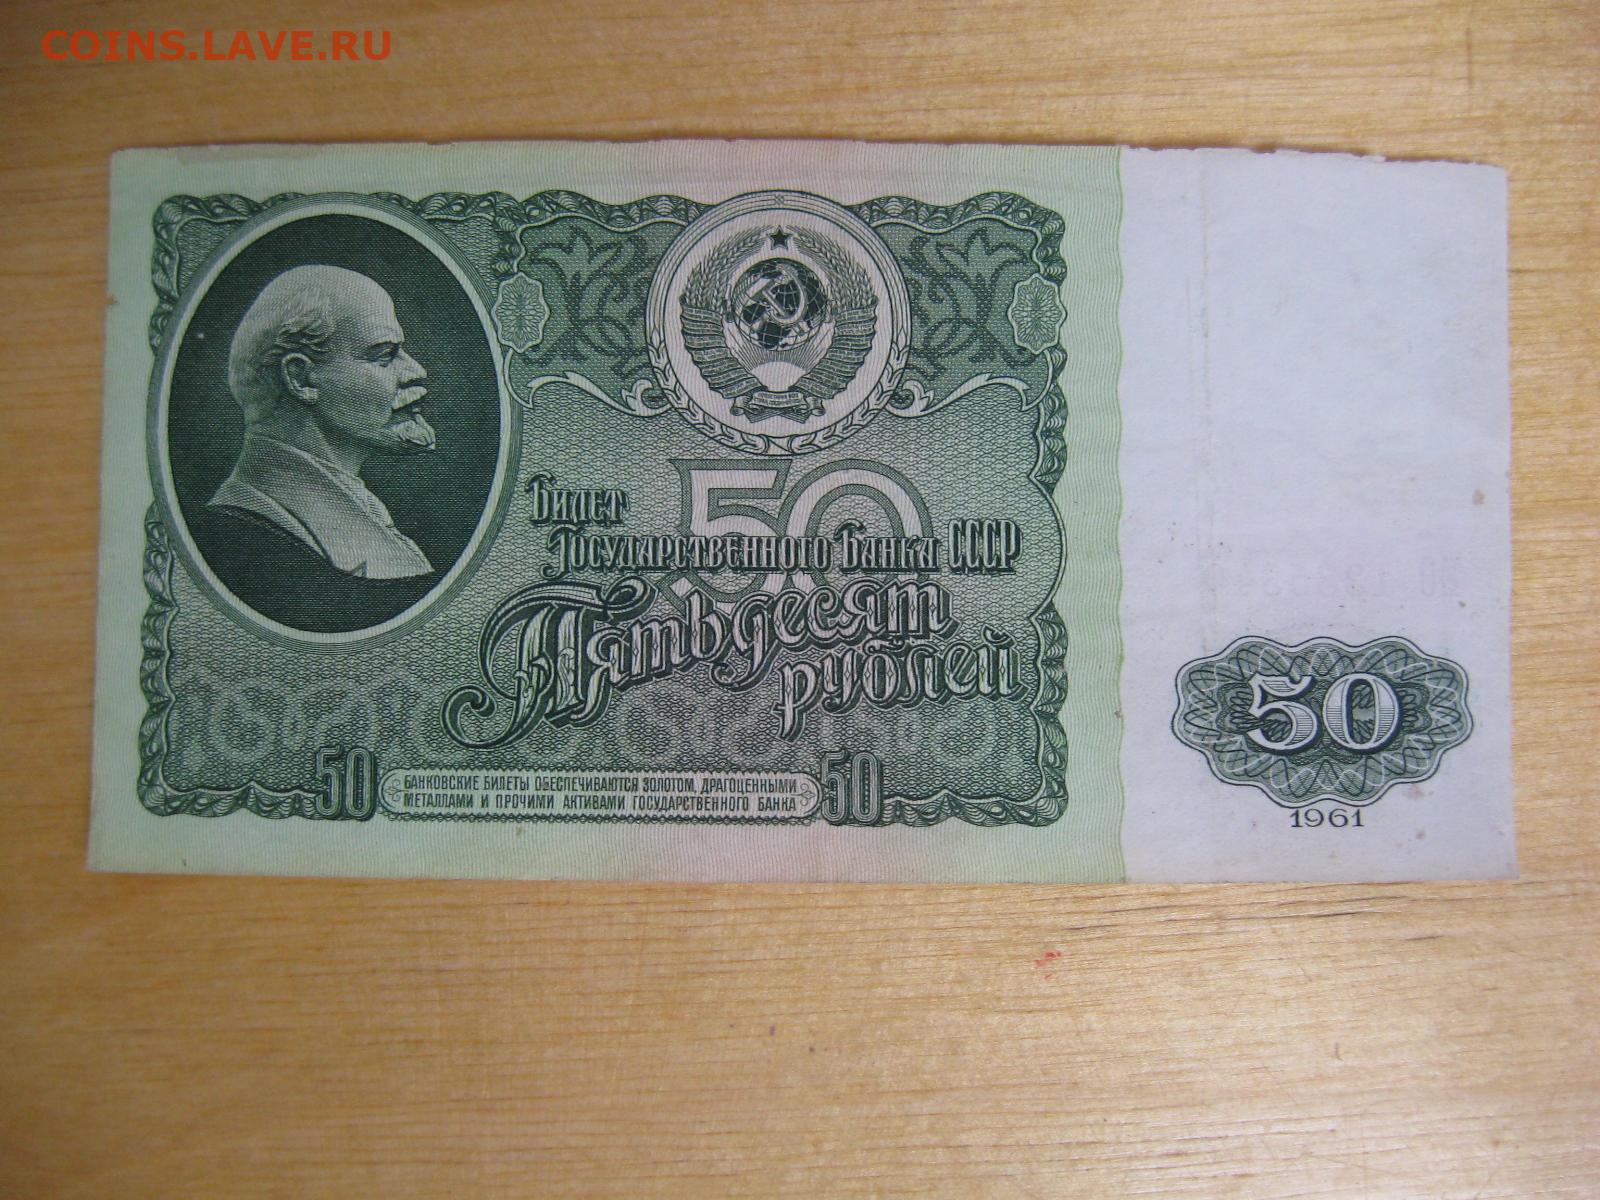 COINS.LAVE.RU
50
Билет
Государственного Банка СССР
Пятьдесят
рублей
50
БАНКОВСКИЕ БИЛЕТЫ ОБЕСПЕЧИВАЮТСЯ ЗОЛОТОМ, ДРАГОЦЕННЫМИ
МЕТАЛЛАМИ И ПРОЧИМИ АКТИВАМИ ГОСУДАРСТВЕННОГО БАНКА
50
50
1961